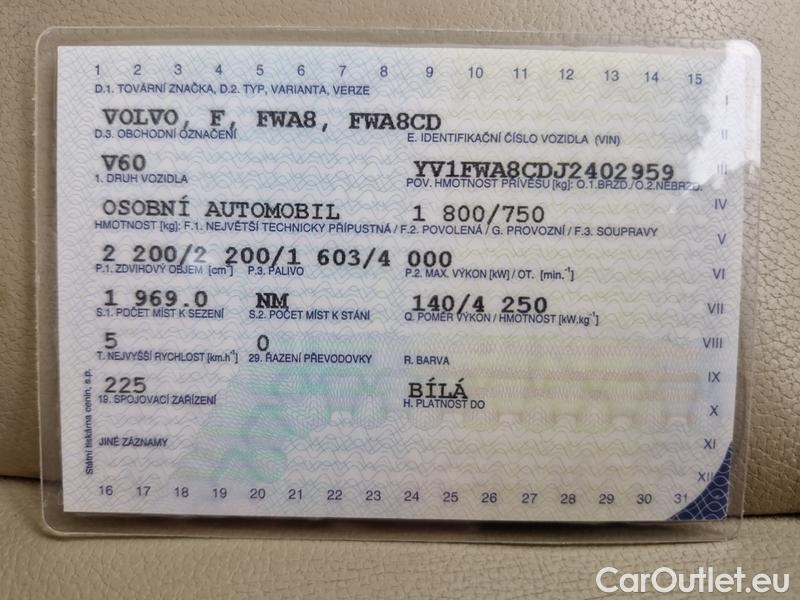 1 2 3 4 5 6 7 8 9 10 11 12 13 14 15
D.1. TOVÁRNÍ ZNAČKA, D.2. TYP, VARIANTA, VERZE
I
VOLVO, F, FWA8, FWA8CD
D.3. OBCHODNÍ OZNAČENÍ E. IDENTIFIKAČNÍ ČÍSLO VOZIDLA (VIN)
II
V60 YV1FWA8CDJ2402959
III
1. DRUH VOZIDLA POV. HMOTNOST PŘÍVĚSU [kg]: O.1.BRZD./O.2.NEBRZD.
OSOBNÍ AUTOMOBIL 1 800/750
IV
HMOTNOST [kg]: F.1. NEJVĚTŠÍ TECHNICKY PŘÍPUSTNÁ / F.2. POVOLENÁ / G. PROVOZNÍ / F.3. SOUPRAVY
V
2 200/2 200/1 603/4 000
P.1. ZDVIHOVÝ OBJEM [cm³] P.3. PALIVO P.2. MAX. VÝKON [kW] / OT. [min.⁻¹]
VI
1 969.0 NM 140/4 250
VII
S.1. POČET MÍST K SEZENÍ S.2. POČET MÍST K STÁNÍ Q. POMĚR VÝKON / HMOTNOST [kW.kg⁻¹]
5 0
VIII
T. NEJVYŠŠÍ RYCHLOST [km.h⁻¹] 29. ŘAZENÍ PŘEVODOVKY R. BARVA
IX
225 BÍLÁ
19. SPOJOVACÍ ZAŘÍZENÍ H. PLATNOST DO
X
JINÉ ZÁZNAMY
XI
XII
16 17 18 19 20 21 22 23 24 25 26 27 28 29 30 31
Státní tiskárna cenin, s.p.
CarOutlet.eu